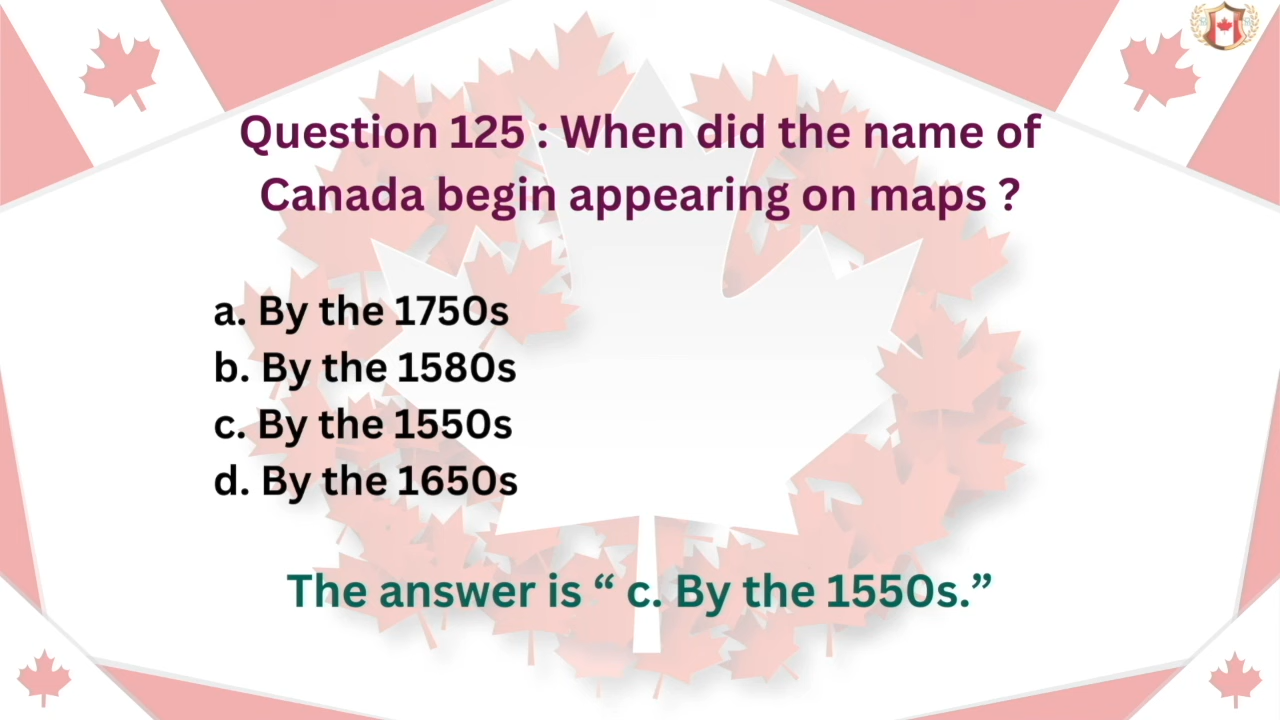 Question 125 : When did the name of
Canada begin appearing on maps ?
a. By the 1750s
b. By the 1580s
c. By the 1550s
d. By the 1650s
The answer is “ c. By the 1550s.”